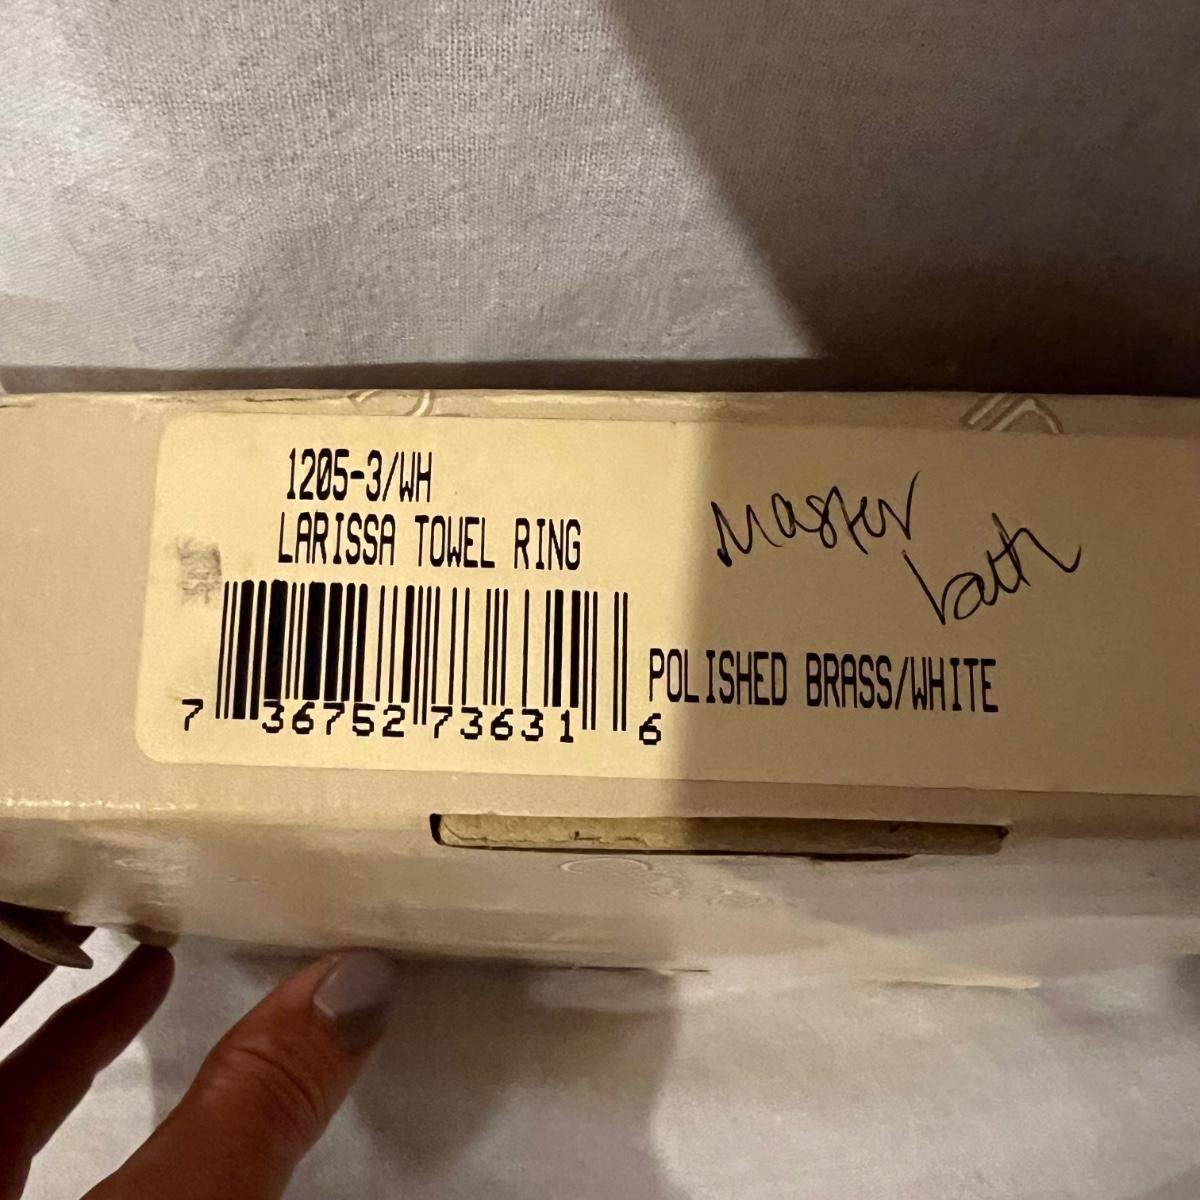 1205-3/WH
LARISSA TOWEL RING
Master
bath
POLISHED BRASS/WHITE
7 36752 73631 6